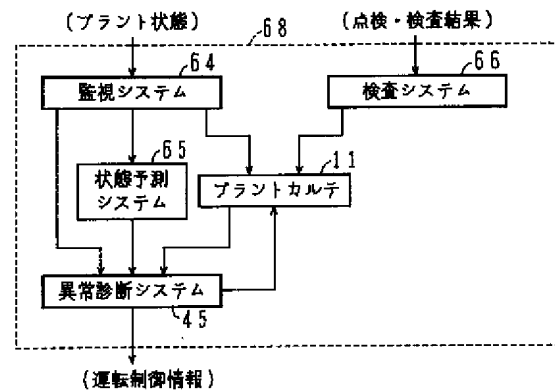 (プラント状態)
68
(点検・検査結果)
64
監視システム
66
検査システム
65
状態予測
システム
11
プラントカルテ
異常診断システム
45
(運転制御情報)